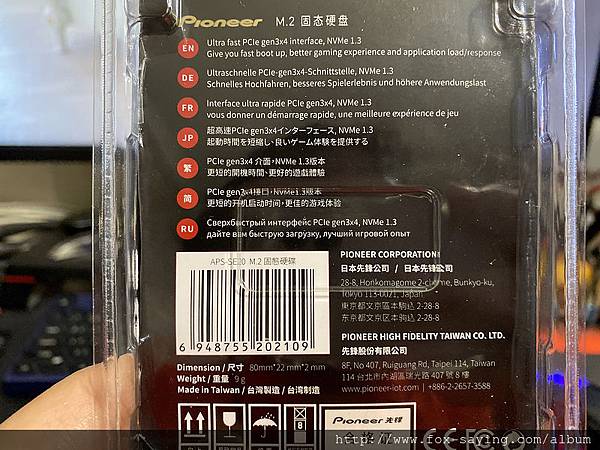 Pioneer M.2 固态硬盘
EN Ultra fast PCIe gen3x4 interface, NVMe 1.3
Give you fast boot up, better gaming experience and application load/response
DE Ultraschnelle PCIe-gen3x4-Schnittstelle, NVMe 1.3
Schnelles Hochfahren, besseres Spielerlebnis und höhere Anwendungslast
FR Interface ultra rapide PCIe gen3x4, NVMe 1.3
vous donner un démarrage rapide, une meilleure expérience de jeu
JP 超高速PCIe gen3x4インターフェース, NVMe 1.3
起動時間を短縮し、良いゲーム体験を提供する
繁 PCIe gen3x4 介面，NVMe 1.3版本
更短的開機時間、更好的遊戲體驗
简 PCIe gen3x4接口，NVMe1.3版本
更短的开机启动时间，更佳的游戏体验
RU Сверхбыстрый интерфейс PCIe gen3x4, NVMe 1.3
дайте вам быструю загрузку, лучший игровой опыт
APS-SE20 M.2 固態硬碟
6 948755 202109
Dimension / 尺寸 80mm*22 mm*2 mm
Weight / 重量 9 g
Made in Taiwan / 台灣製造 / 台湾制造
PIONEER CORPORATION
日本先鋒公司 / 日本先锋公司
28-8, Honkomagome 2-chome, Bunkyo-ku,
Tokyo 113-0021, Japan
東京都文京區本駒込 2-28-8
东京都文京区本驹込 2-28-8
PIONEER HIGH FIDELITY TAIWAN CO. LTD.
先鋒股份有限公司
8F, No 407, Ruiguang Rd, Taipei 114, Taiwan
114 台北市內湖區瑞光路 407 號 8 樓
www.pioneer-iot.com | +886-2-2657-3588
Pioneer 先锋
合格证
CE FC
http://www.fox-saying.com/album